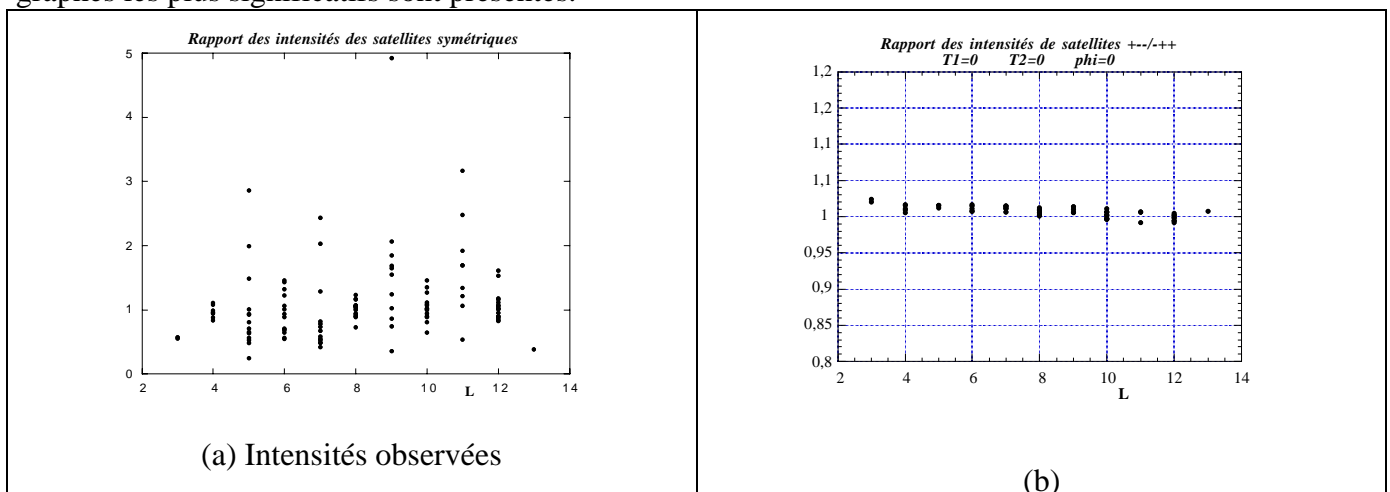 graphes les plus significatifs sont présentés.
Rapport des intensités des satellites symétriques
5
4
3
2
1
0
2 4 6 8 10 12 14
L
(a) Intensités observées
Rapport des intensités de satellites +--/-++
T1=0 T2=0 phi=0
1,2
1,2
1,1
1,1
1
0,95
0,9
0,85
0,8
2 4 6 8 10 12 14
L
(b)